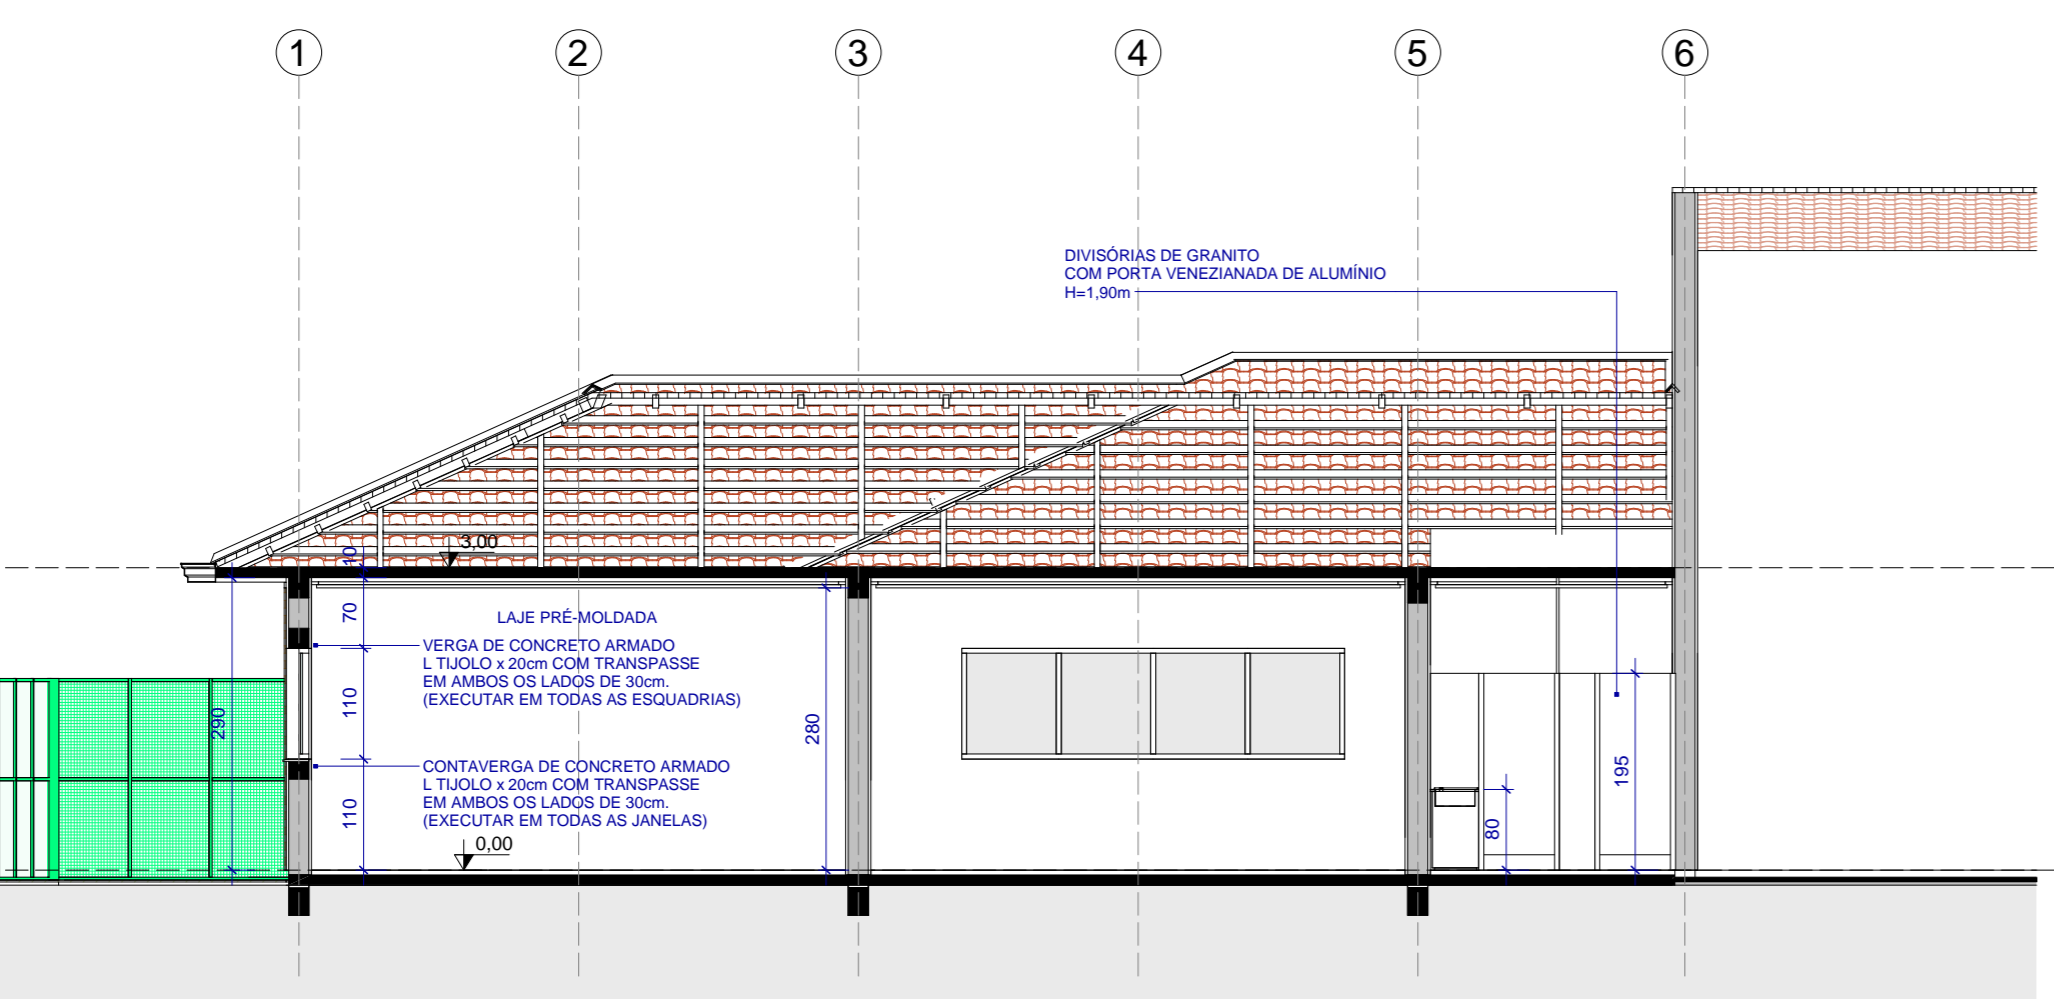 1
2
3
4
5
6
DIVISÓRIAS DE GRANITO
COM PORTA VENEZIANADA DE ALUMÍNIO
H=1,90m
3,00
10
70
LAJE PRÉ-MOLDADA
VERGA DE CONCRETO ARMADO
L TIJOLO x 20cm COM TRANSPASSE
EM AMBOS OS LADOS DE 30cm.
(EXECUTAR EM TODAS AS ESQUADRIAS)
110
290
280
CONTAVERGA DE CONCRETO ARMADO
L TIJOLO x 20cm COM TRANSPASSE
EM AMBOS OS LADOS DE 30cm.
(EXECUTAR EM TODAS AS JANELAS)
110
195
80
0,00